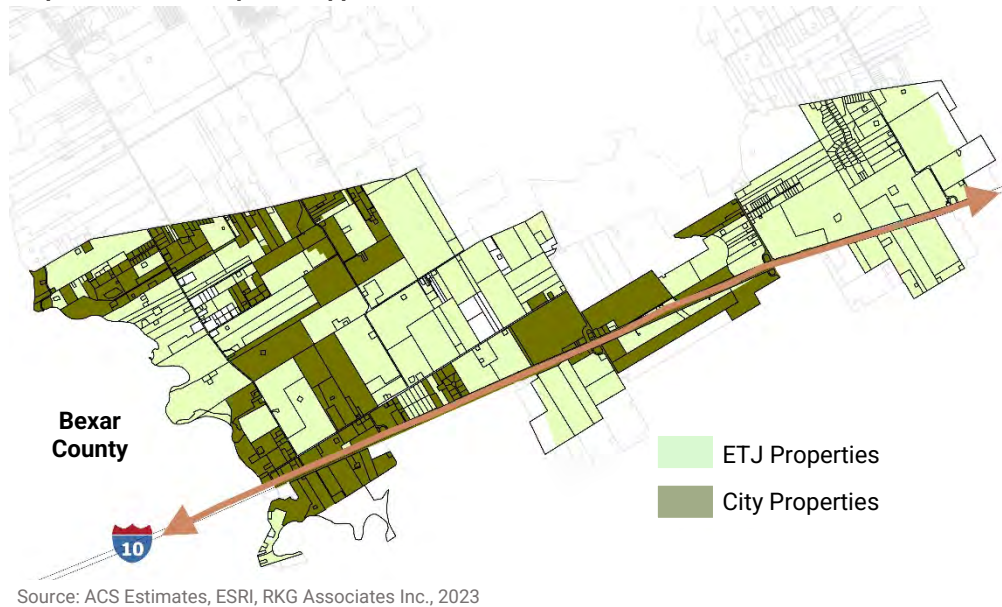 Bexar
County
ETJ Properties
City Properties
10
Source: ACS Estimates, ESRI, RKG Associates Inc., 2023